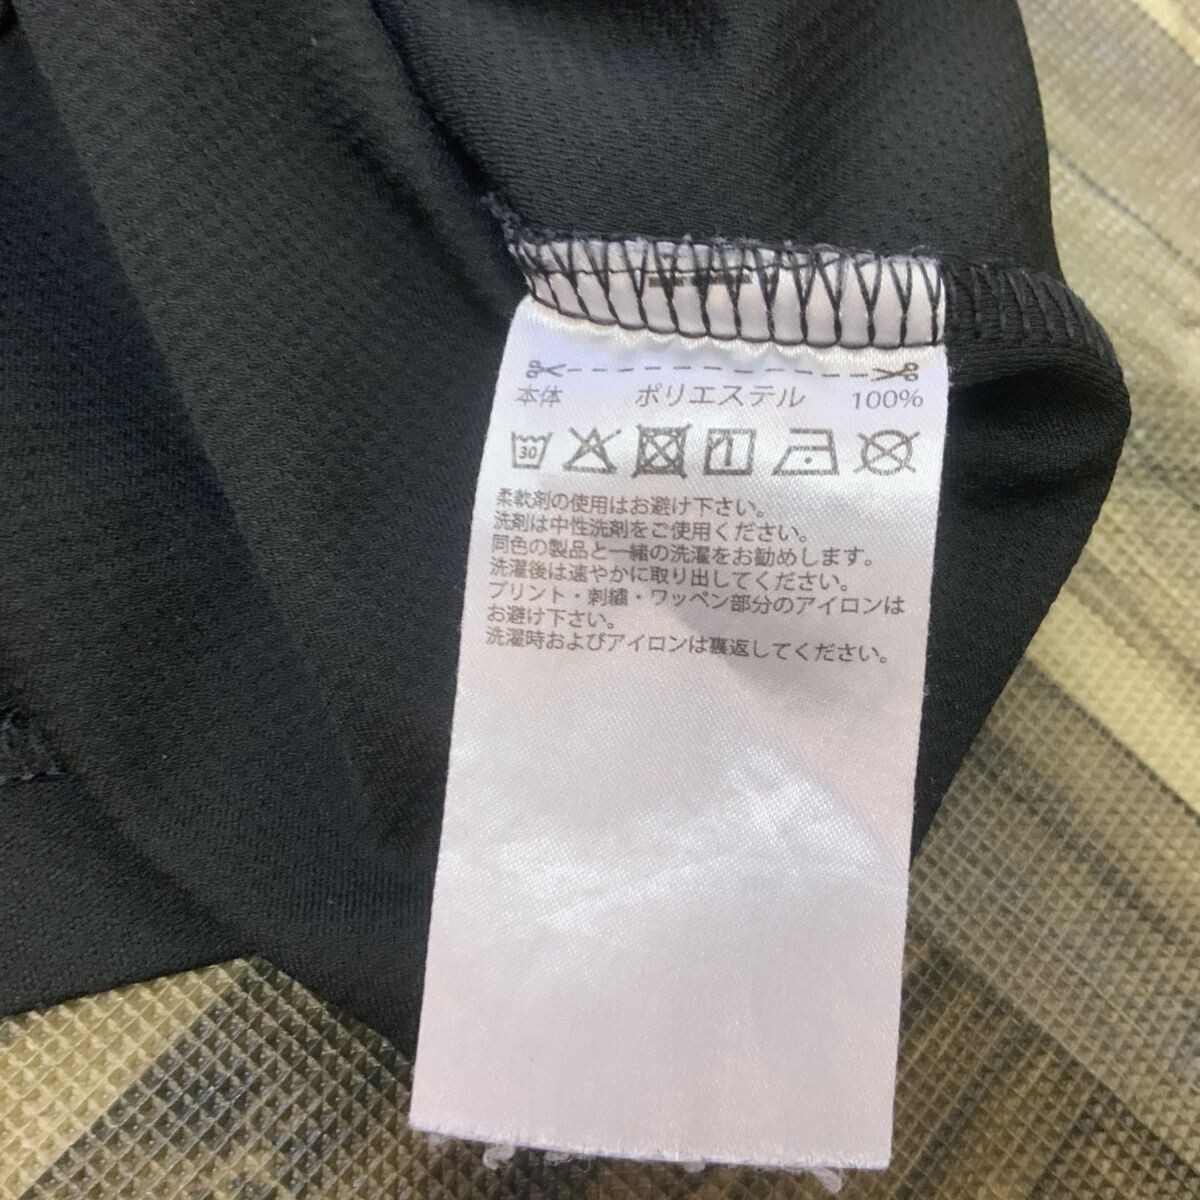 本体 ポリエステル 100%
30
柔軟剤の使用はお避け下さい。
洗剤は中性洗剤をご使用ください。
同色の製品と一緒の洗濯をお勧めします。
洗濯後は速やかに取り出してください。
プリント・刺繍・ワッペン部分のアイロンは
お避け下さい。
洗濯時およびアイロンは裏返してください。